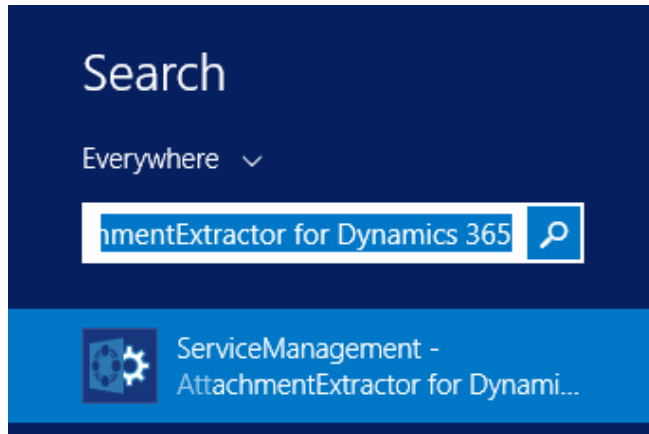 Search
Everywhere
hmentExtractor for Dynamics 365
ServiceManagement -
AttachmentExtractor for Dynami...